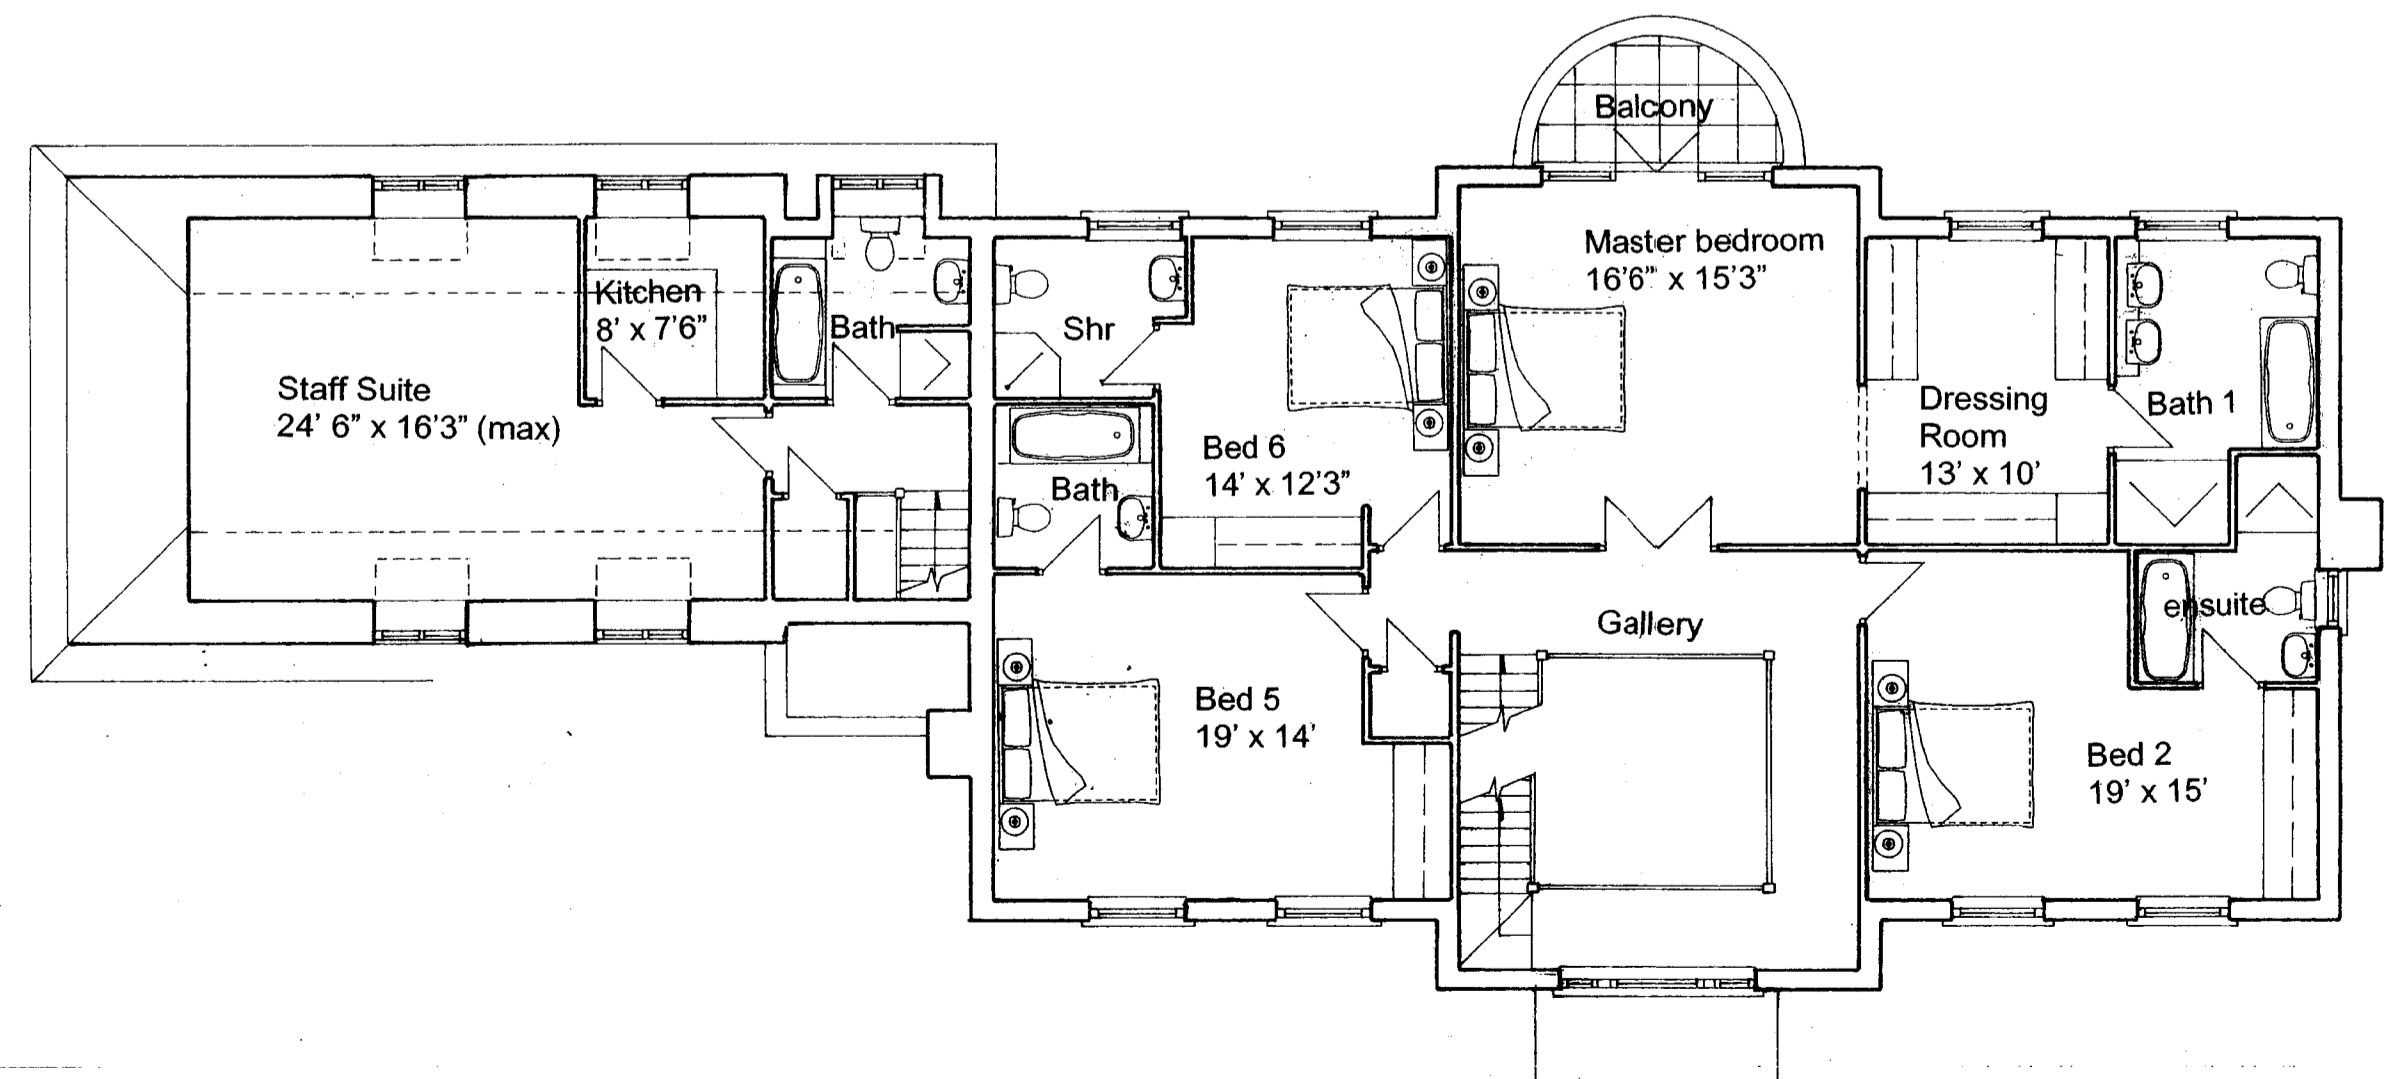 Balcony
Master bedroom
16'6" x 15'3"
Kitchen
8' x 7'6"
Bath
Shr
Staff Suite
24' 6" x 16'3" (max)
Dressing
Room
13' x 10'
Bath 1
Bed 6
14' x 12'3"
Bath
Gallery
ensuite
Bed 5
19' x 14'
Bed 2
19' x 15'